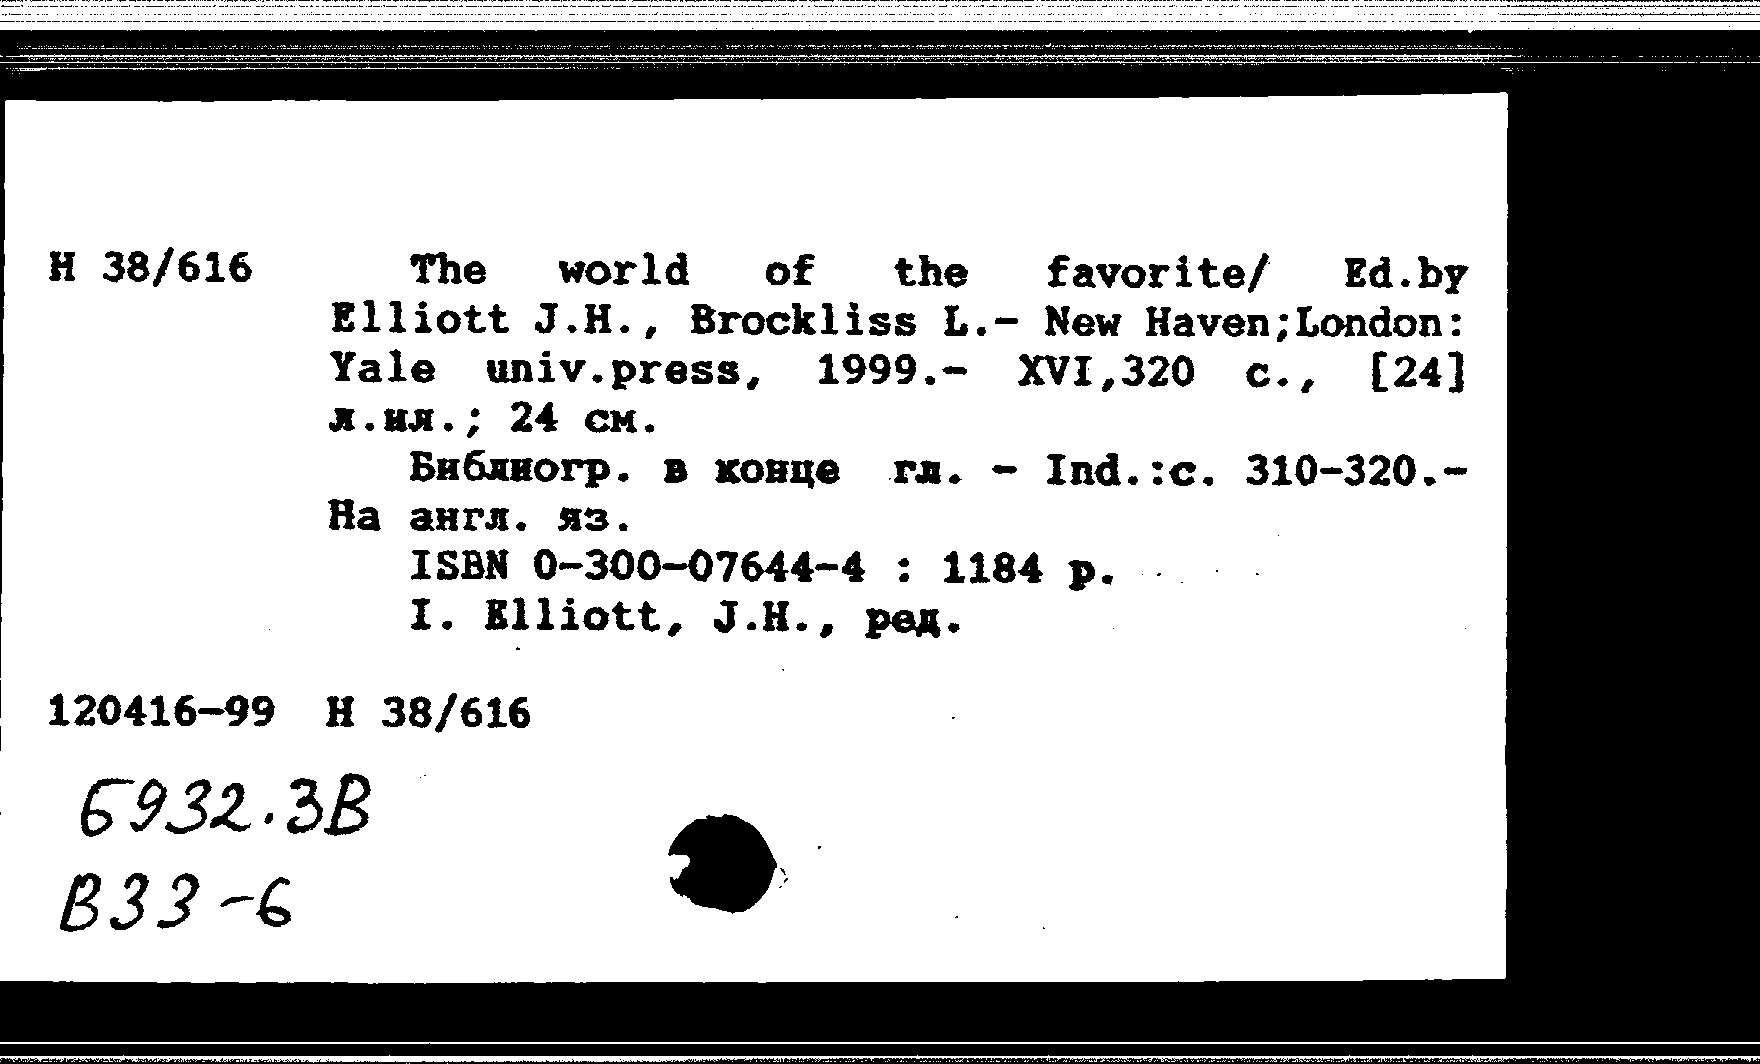 Н 38/616 The world of the favorite/ Ed.by
Elliott J.H., Brockliss L.- New Haven;London:
Yale univ.press, 1999.- XVI,320 с., [24]
л.ил.; 24 см.
Библиогр. в конце гл. - Ind.:с. 310-320.-
На англ. яз.
ISBN 0-300-07644-4 : 1184 р.
I. Elliott, J.H., ред.
120416-99 Н 38/616
Б932.3В
В33-6